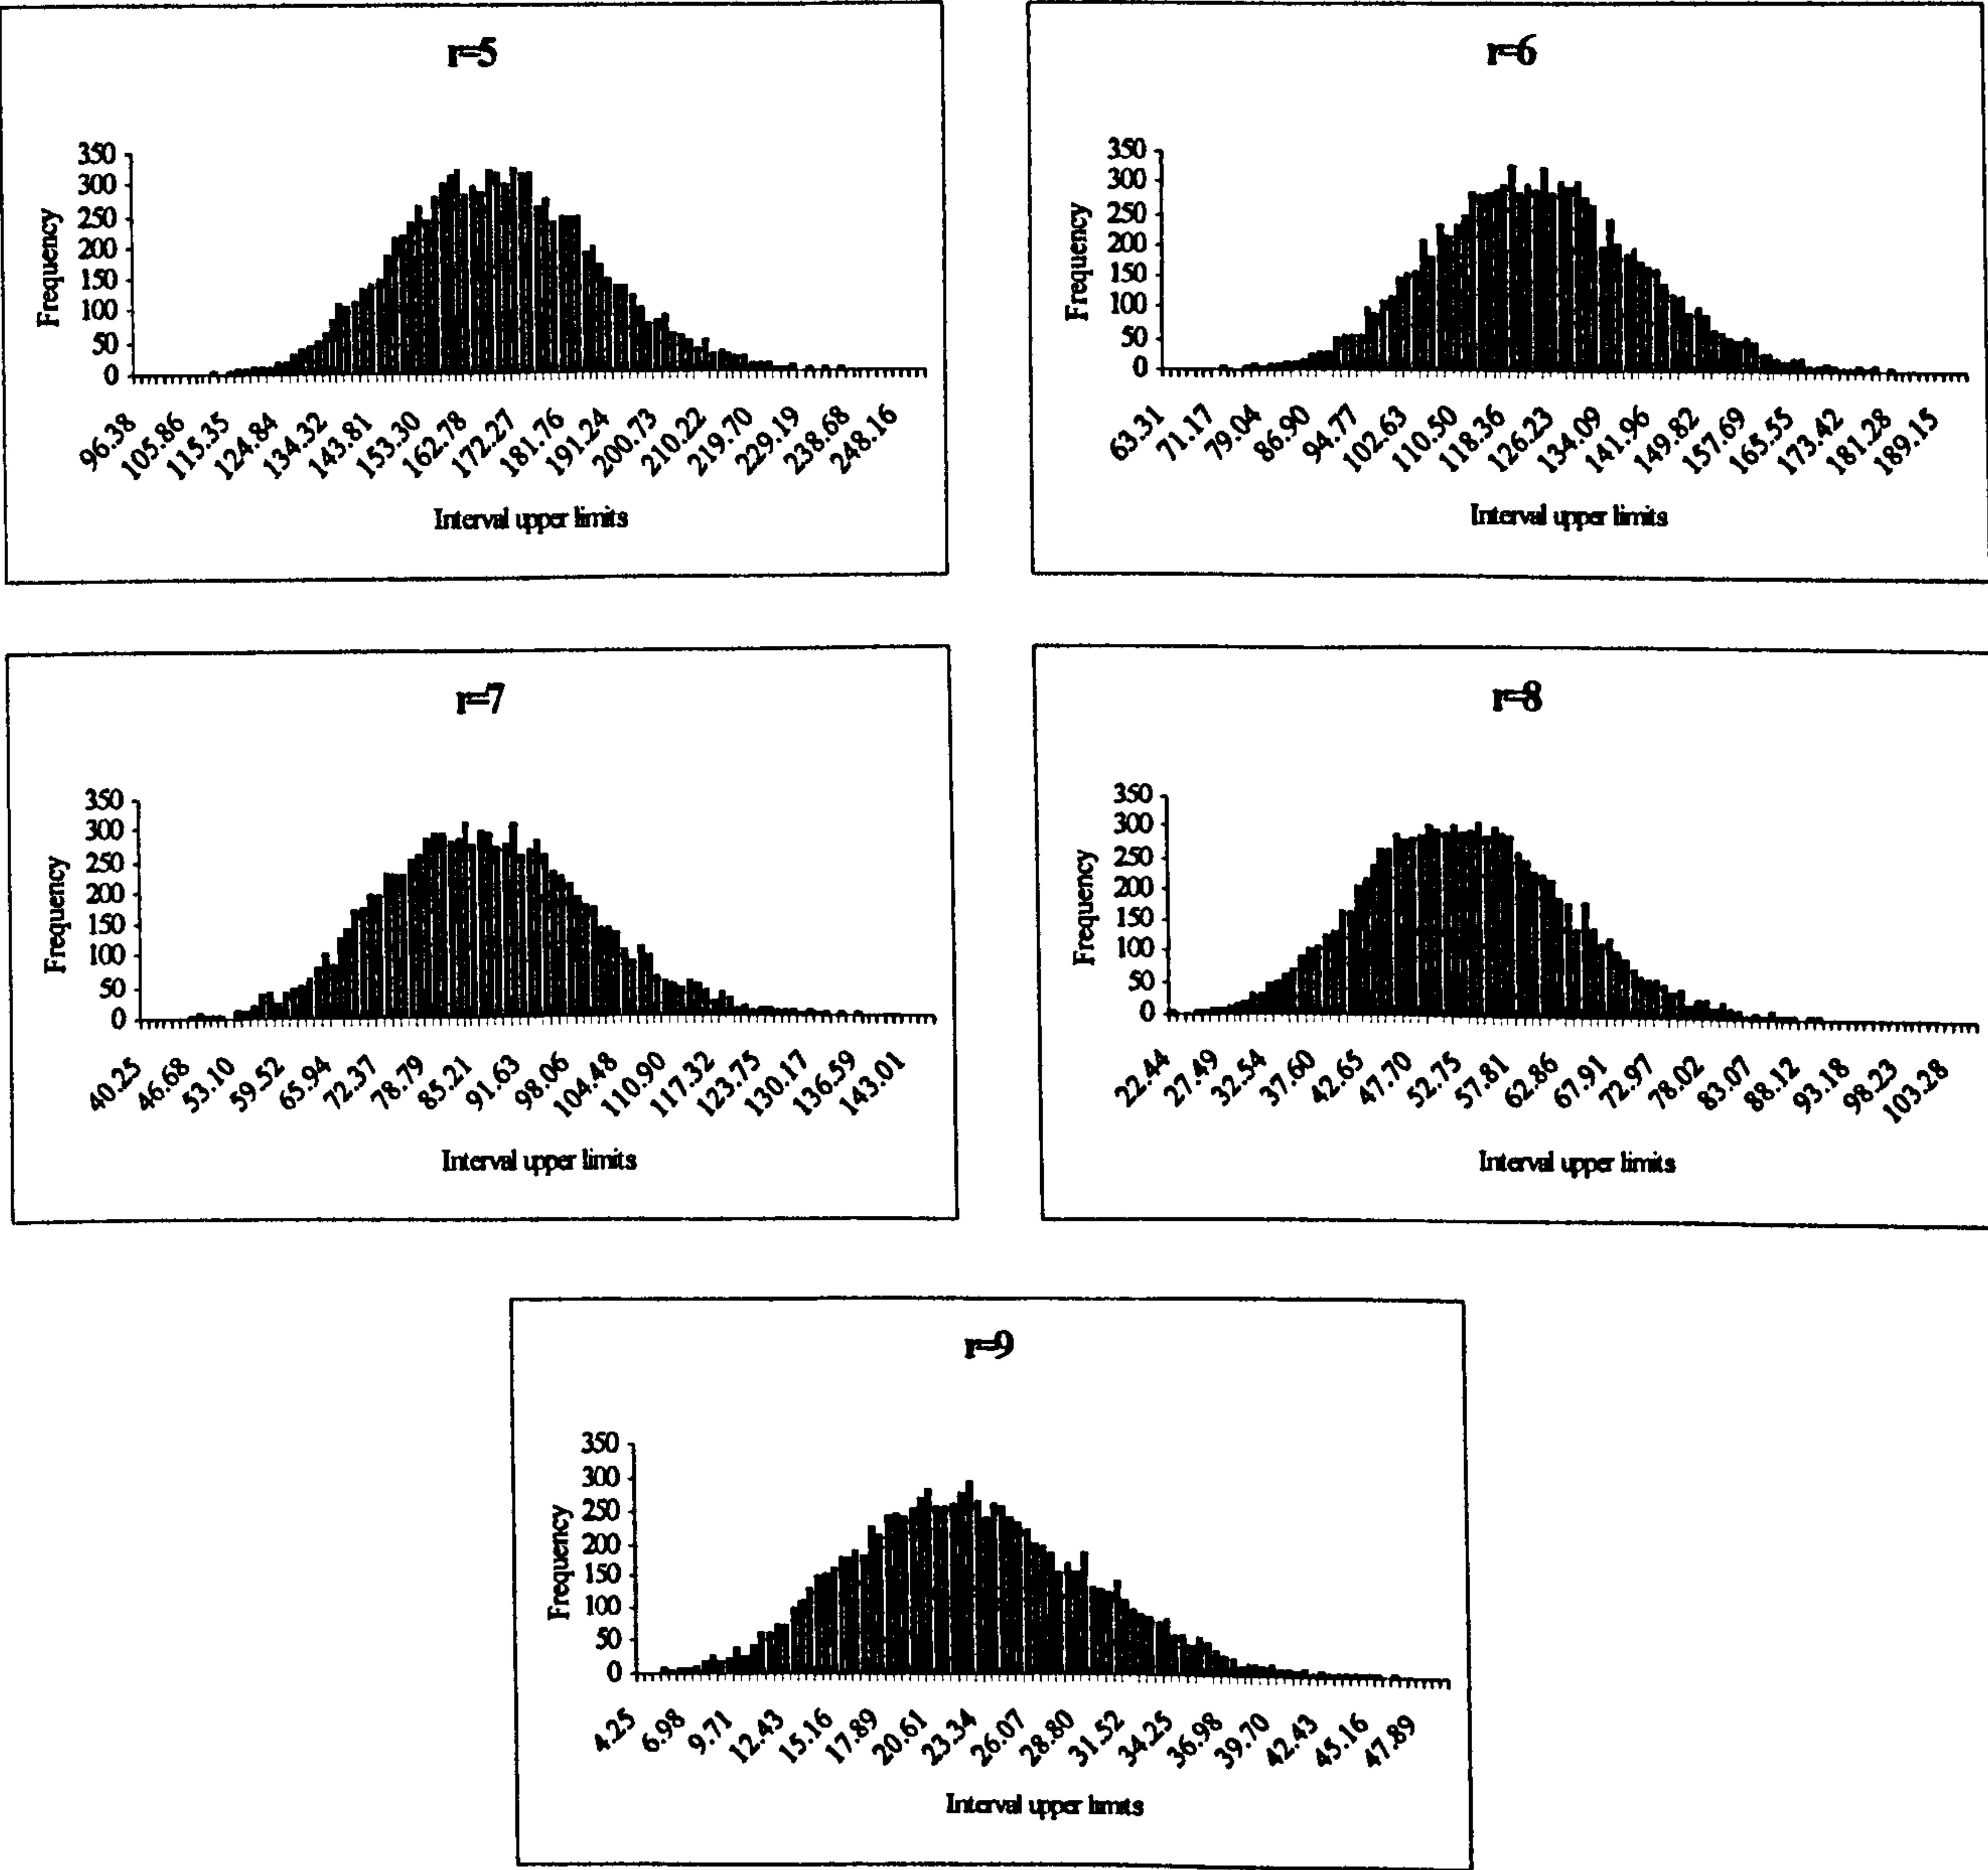 r=5
350
300
250
200
150
100
50
0
Frequency
96.38 105.86 115.35 124.84 134.32 143.81 153.30 162.78 172.27 181.76 191.24 200.73 210.22 219.70 229.19 238.68 248.16
Interval upper limits
r=6
350
300
250
200
150
100
50
0
Frequency
63.31 71.17 79.04 86.90 94.77 102.63 110.50 118.36 126.23 134.09 141.96 149.82 157.69 165.55 173.42 181.28 189.15
Interval upper limits
r=7
350
300
250
200
150
100
50
0
Frequency
40.25 46.68 53.10 59.52 65.94 72.37 78.79 85.21 91.63 98.06 104.48 110.90 117.32 123.75 130.17 136.59 143.01
Interval upper limits
r=8
350
300
250
200
150
100
50
0
Frequency
22.44 27.49 32.54 37.60 42.65 47.70 52.75 57.81 62.86 67.91 72.97 78.02 83.07 88.12 93.18 98.23 103.28
Interval upper limits
r=9
350
300
250
200
150
100
50
0
Frequency
4.25 6.98 9.71 12.43 15.16 17.89 20.61 23.34 26.07 28.80 31.52 34.25 36.98 39.70 42.43 45.16 47.89
Interval upper limits